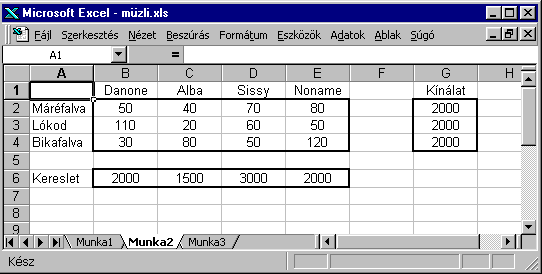 Microsoft Excel - müzli.xls
Fájl Szerkesztés Nézet Beszúrás Formátum Eszközök Adatok Ablak Súgó
A1 =
A B C D E F G H
1 Danone Alba Sissy Noname Kínálat
2 Máréfalva 50 40 70 80 2000
3 Lókod 110 20 60 50 2000
4 Bikafalva 30 80 50 120 2000
5
6 Kereslet 2000 1500 3000 2000
7
8
9
Munka1 Munka2 Munka3
Kész